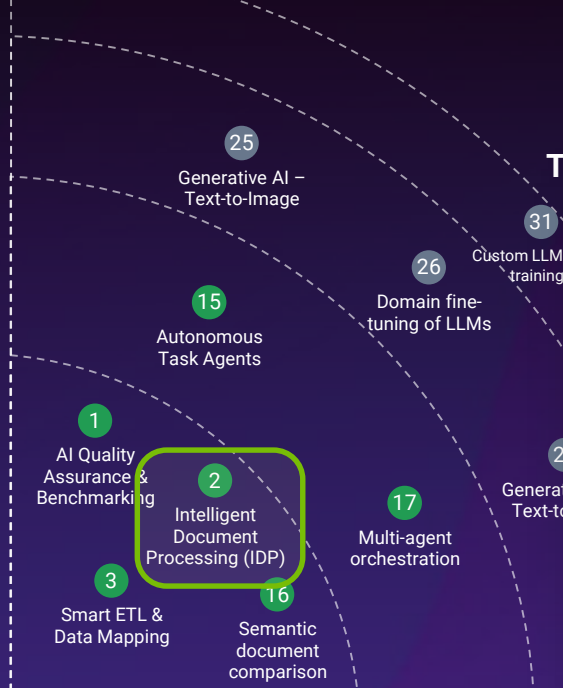 25
Generative AI –
Text-to-Image
T
31
Custom LLM
training
26
Domain fine-
tuning of LLMs
15
Autonomous
Task Agents
1
AI Quality
Assurance &
Benchmarking
2
Intelligent
Document
Processing (IDP)
2
Generat
Text-to
17
Multi-agent
orchestration
3
Smart ETL &
Data Mapping
16
Semantic
document
comparison